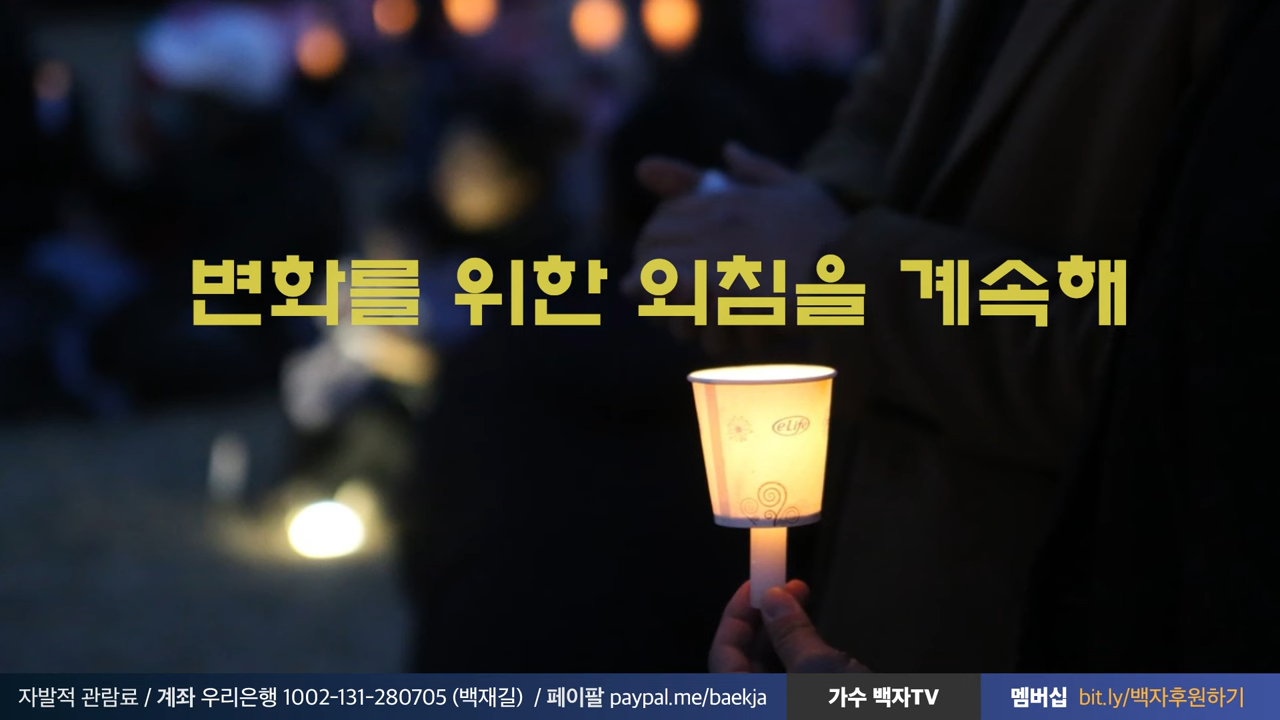 변화를 위한 외침을 계속해
eLife
자발적 관람료 / 계좌 우리은행 1002-131-280705 (백재길) / 페이팔 paypal.me/baekja 가수 백자TV 멤버십 bit.ly/백자후원하기